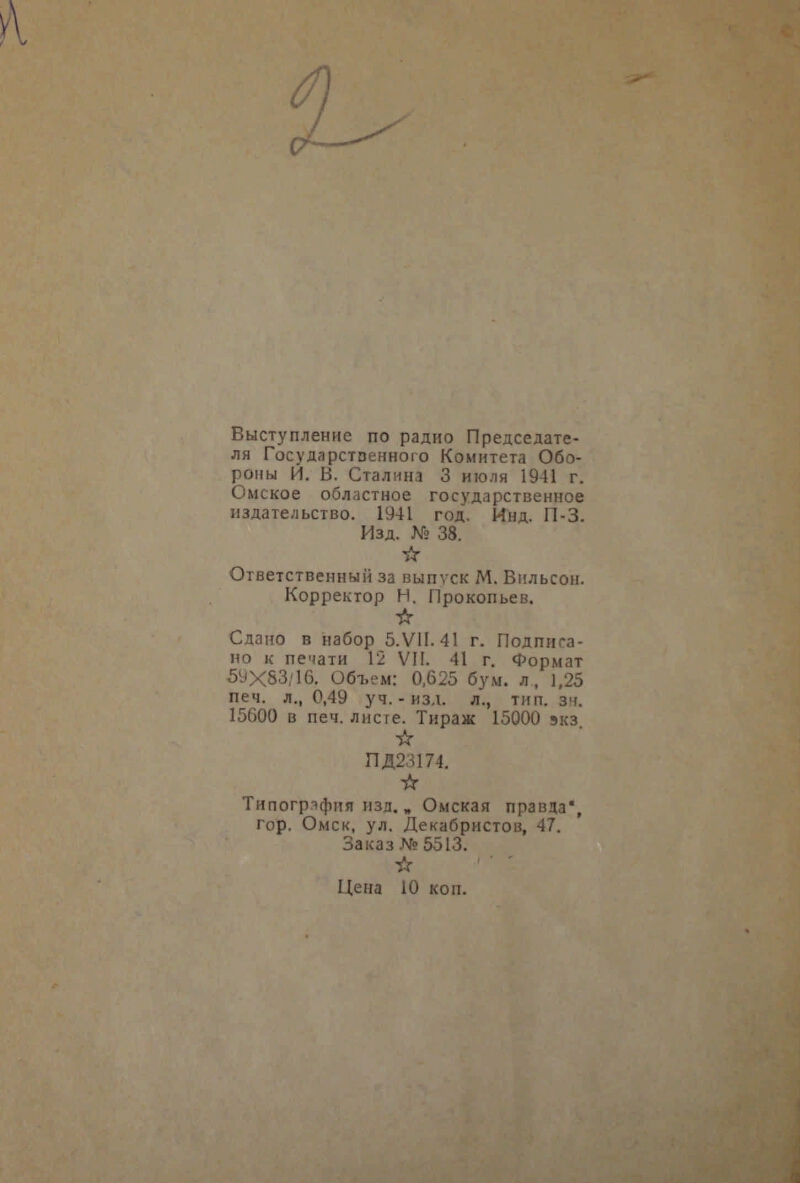 И
2
Выступление по радио Председате-
ля Государственного Комитета Обо-
роны И. В. Сталина 3 июля 1941 г.
Омское областное государственное
издательство. 1941 год. Инд. П-3.
Изд. № 38.
☆
Ответственный за выпуск М. Вильсон.
Корректор Н. Прокопьев.
☆
Сдано в набор 5.VII.41 г. Подписа-
но к печати 12 VII. 41 г. Формат
59×83/16. Объем: 0,625 бум. л., 1,25
печ. л., 0,49 уч.-изд. л., тип. зн.
15600 в печ. листе. Тираж 15000 экз.
☆
ПД23174.
☆
Типография изд. „Омская правда“,
гор. Омск, ул. Декабристов, 47.
Заказ № 5513.
☆
Цена 10 коп.